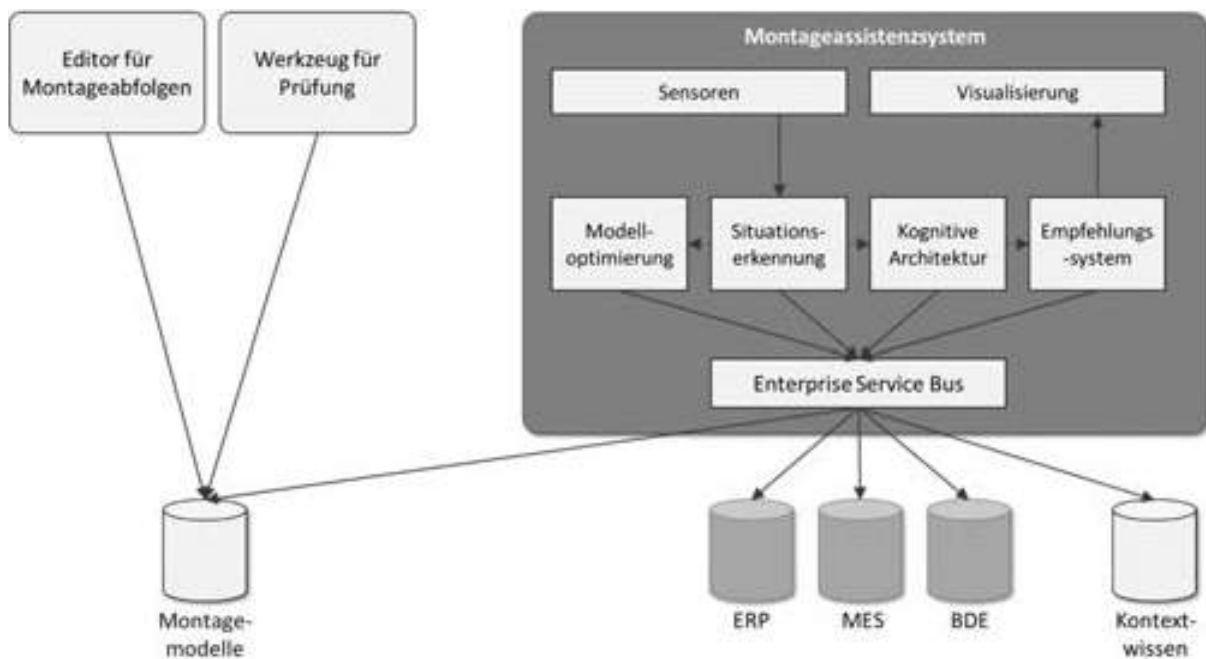 Editor für
Montageabfolgen
Werkzeug für
Prüfung
Montageassistenzsystem
Sensoren
Visualisierung
Modell-
optimierung
Situations-
erkennung
Kognitive
Architektur
Empfehlungs
-system
Enterprise Service Bus
Montage-
modelle
ERP
MES
BDE
Kontext-
wissen